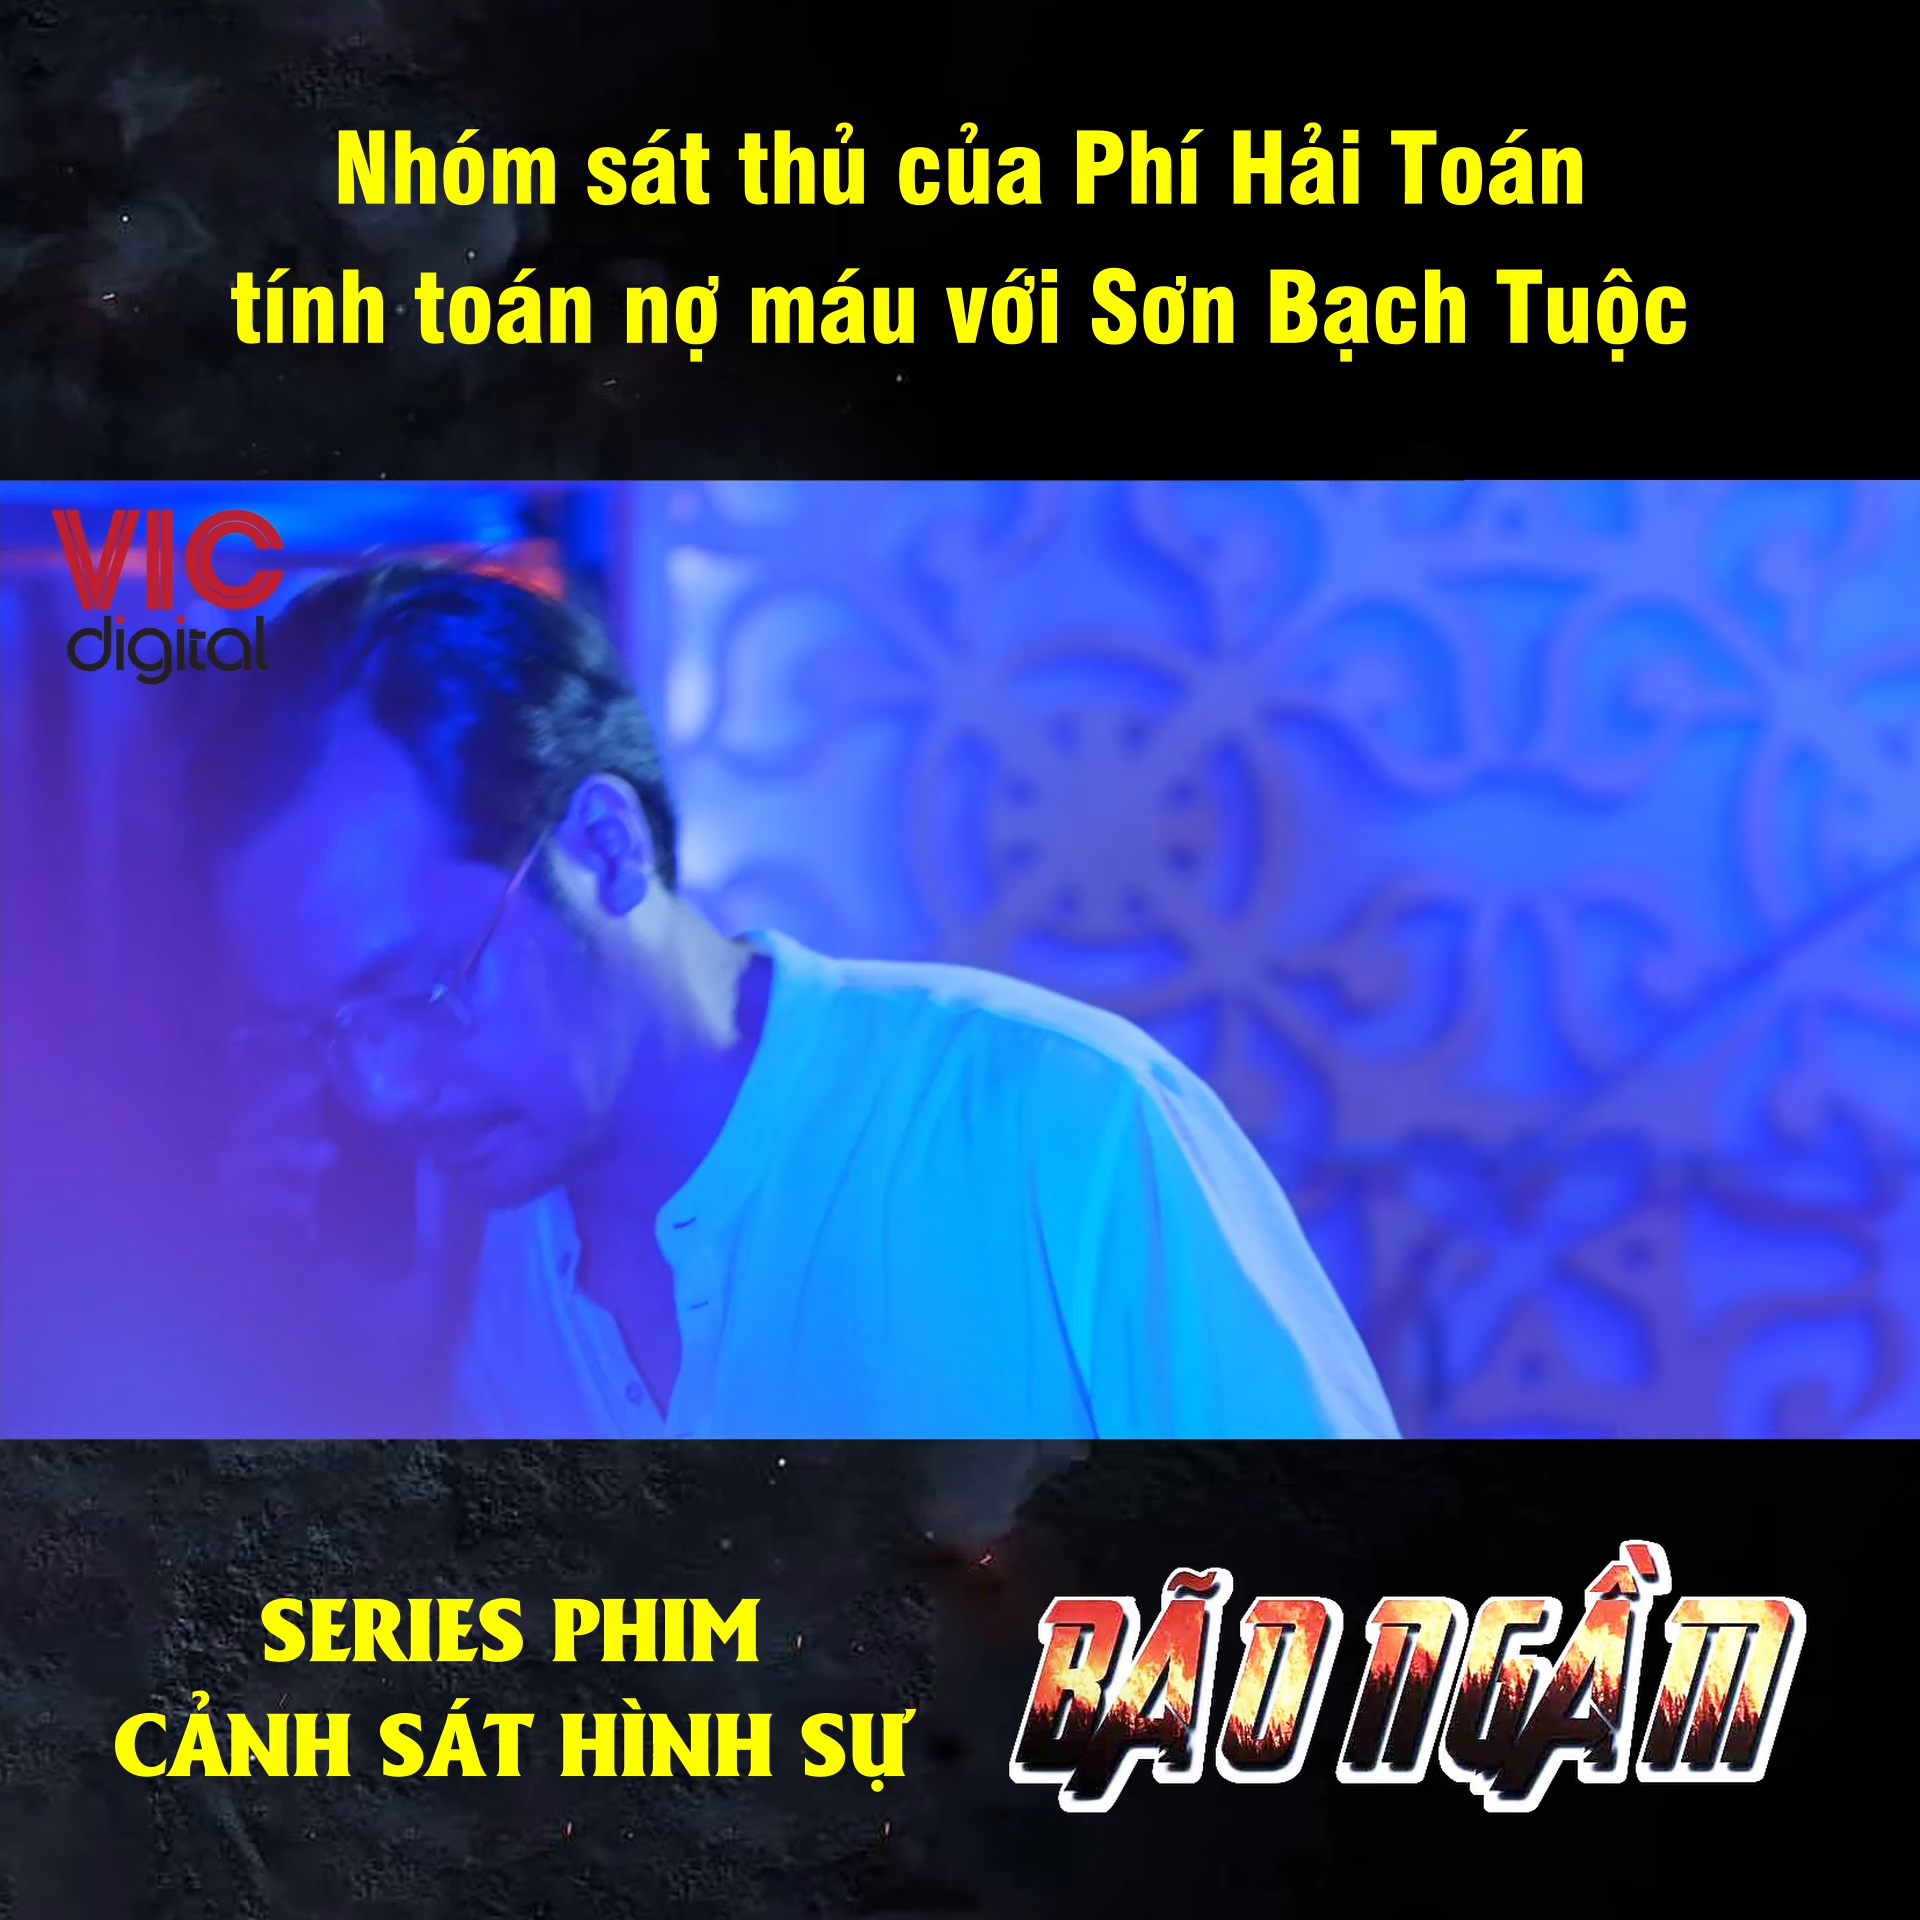 Nhóm sát thủ của Phí Hải Toán
tính toán nợ máu với Sơn Bạch Tuộc
VIC
digital
SERIES PHIM
CẢNH SÁT HÌNH SỰ
BÃO NGẦM